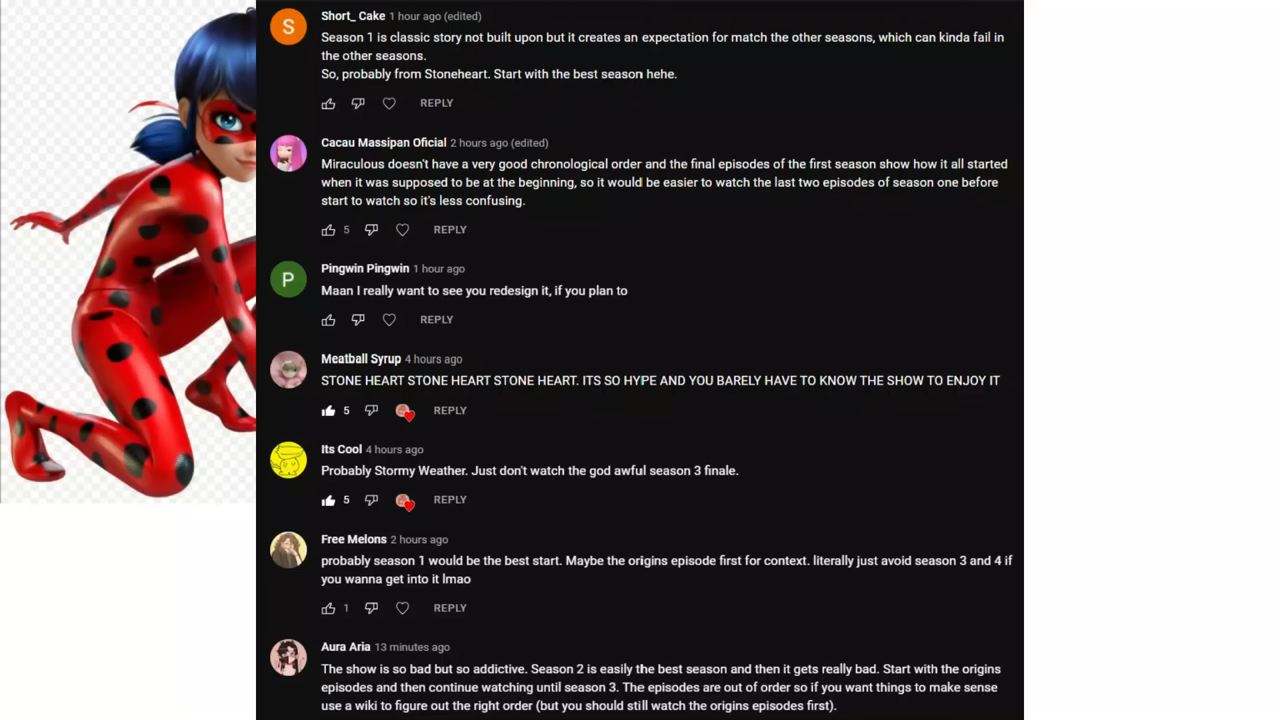 S
Short_ Cake 1 hour ago (edited)
Season 1 is classic story not built upon but it creates an expectation for match the other seasons, which can kinda fail in
the other seasons.
So, probably from Stoneheart. Start with the best season hehe.
REPLY
Cacau Massipan Oficial 2 hours ago (edited)
Miraculous doesn't have a very good chronological order and the final episodes of the first season show how it all started
when it was supposed to be at the beginning, so it would be easier to watch the last two episodes of season one before
start to watch so it's less confusing.
5 REPLY
P
Pingwin Pingwin 1 hour ago
Maan I really want to see you redesign it, if you plan to
REPLY
Meatball Syrup 4 hours ago
STONE HEART STONE HEART STONE HEART. ITS SO HYPE AND YOU BARELY HAVE TO KNOW THE SHOW TO ENJOY IT
5 REPLY
Its Cool 4 hours ago
Probably Stormy Weather. Just don't watch the god awful season 3 finale.
5 REPLY
Free Melons 2 hours ago
probably season 1 would be the best start. Maybe the origins episode first for context. literally just avoid season 3 and 4 if
you wanna get into it lmao
1 REPLY
Aura Aria 13 minutes ago
The show is so bad but so addictive. Season 2 is easily the best season and then it gets really bad. Start with the origins
episodes and then continue watching until season 3. The episodes are out of order so if you want things to make sense
use a wiki to figure out the right order (but you should still watch the origins episodes first).